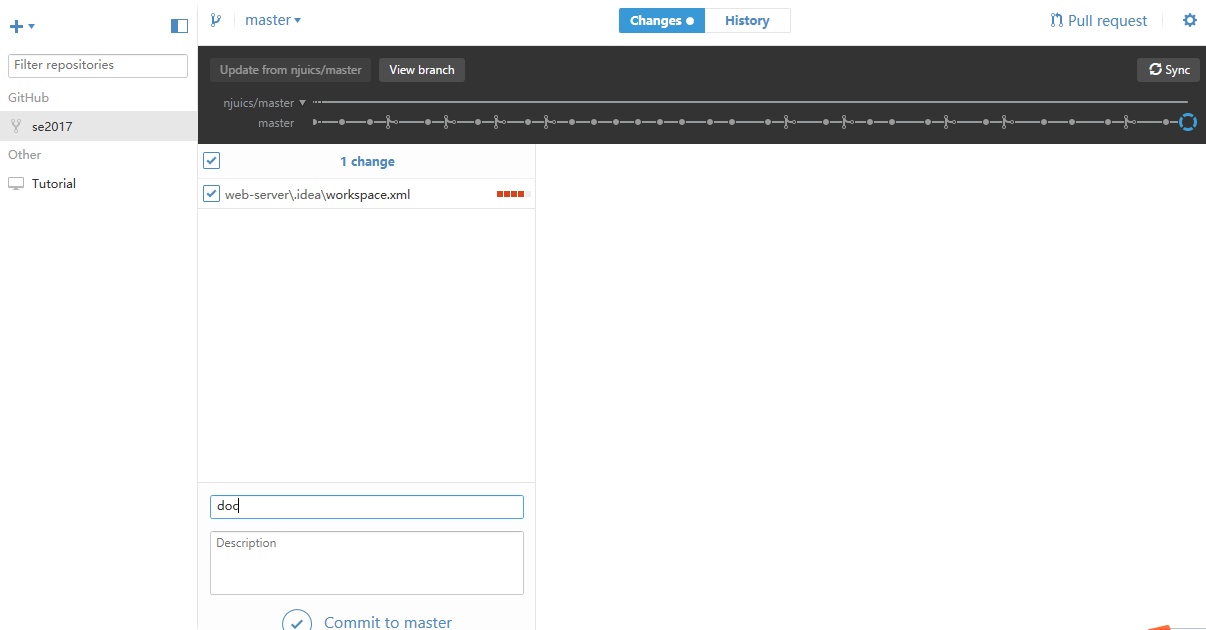 master
Changes
History
Pull request
Filter repositories
GitHub
se2017
Other
Tutorial
Update from njuics/master
View branch
Sync
njuics/master
master
1 change
web-server\.idea\workspace.xml
doc
Description
Commit to master